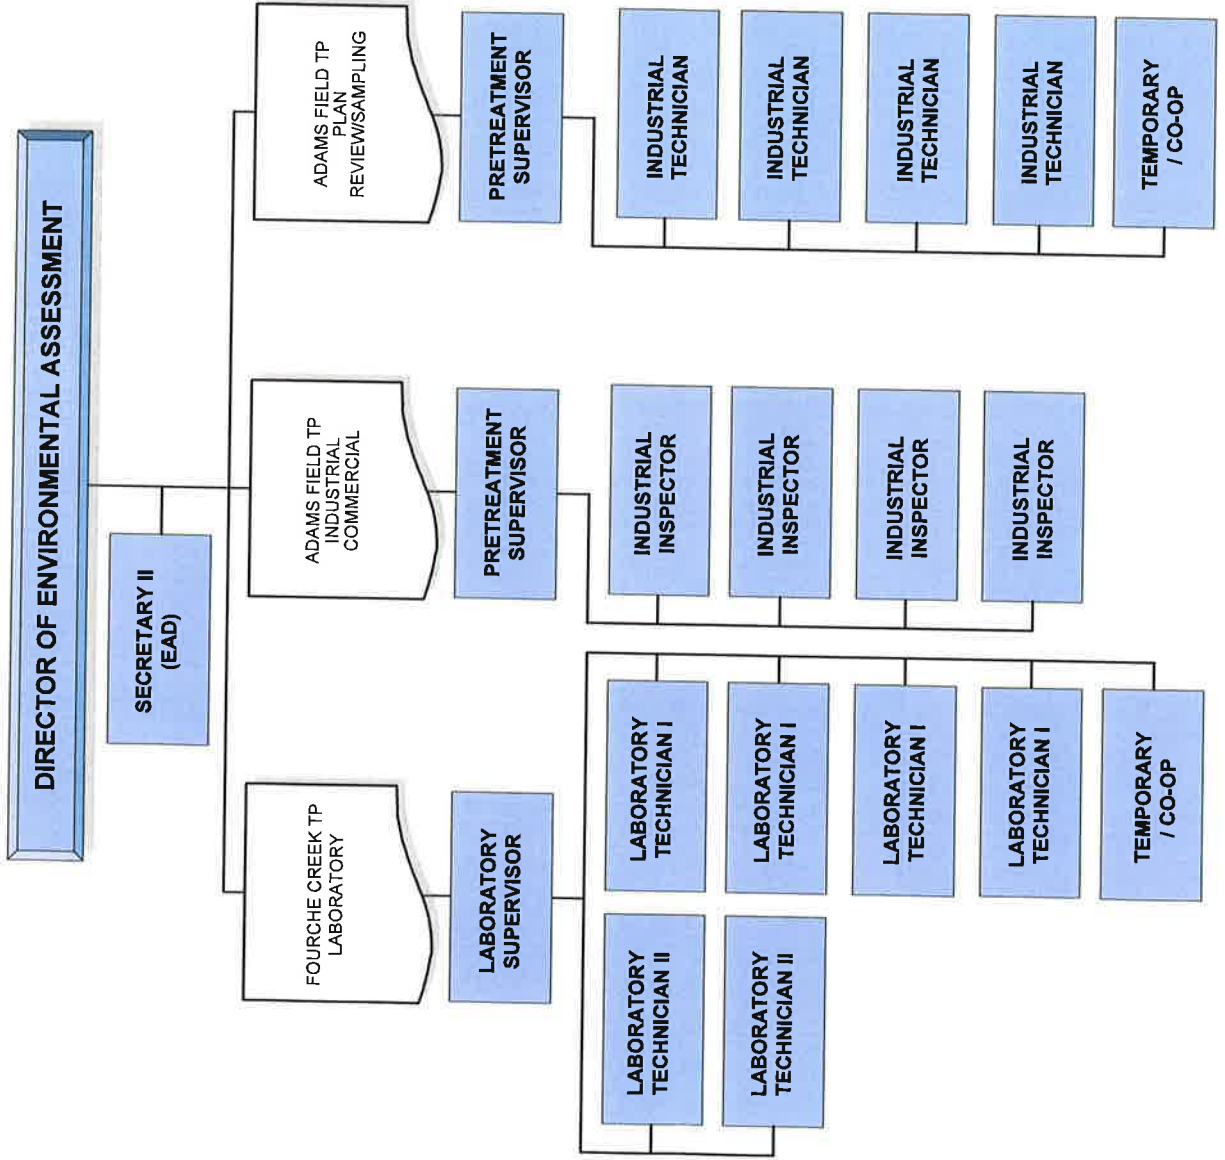 DIRECTOR OF ENVIRONMENTAL ASSESSMENT
SECRETARY II
(EAD)
FOURCHE CREEK TP
LABORATORY
LABORATORY
SUPERVISOR
LABORATORY
TECHNICIAN II
LABORATORY
TECHNICIAN II
LABORATORY
TECHNICIAN I
LABORATORY
TECHNICIAN I
LABORATORY
TECHNICIAN I
LABORATORY
TECHNICIAN I
TEMPORARY
/ CO-OP
ADAMS FIELD TP
INDUSTRIAL
COMMERCIAL
PRETREATMENT
SUPERVISOR
INDUSTRIAL
INSPECTOR
INDUSTRIAL
INSPECTOR
INDUSTRIAL
INSPECTOR
INDUSTRIAL
INSPECTOR
ADAMS FIELD TP
PLAN
REVIEW/SAMPLING
PRETREATMENT
SUPERVISOR
INDUSTRIAL
TECHNICIAN
INDUSTRIAL
TECHNICIAN
INDUSTRIAL
TECHNICIAN
INDUSTRIAL
TECHNICIAN
TEMPORARY
/ CO-OP